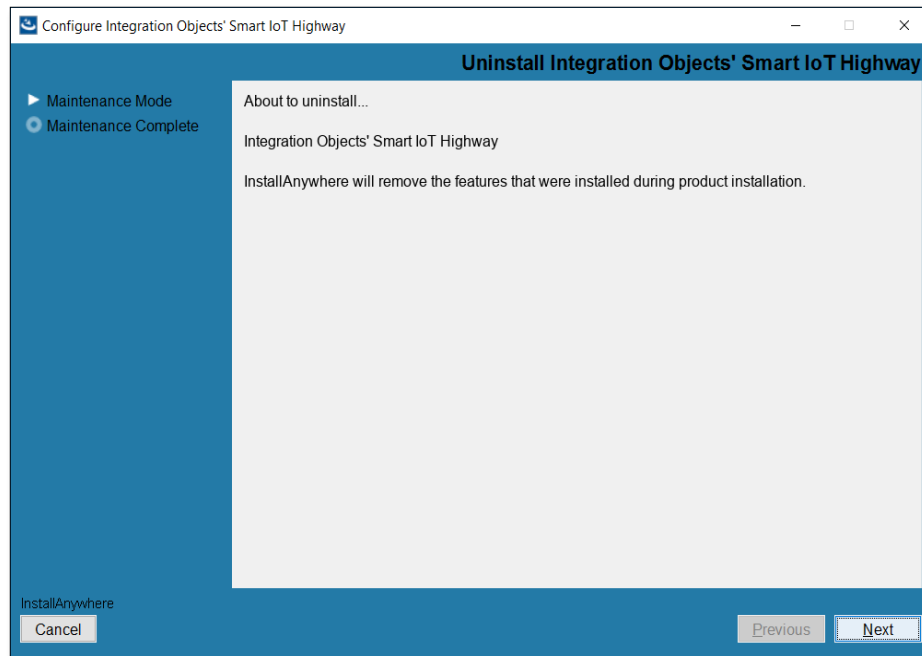 Configure Integration Objects' Smart IoT Highway
Uninstall Integration Objects' Smart IoT Highway
Maintenance Mode
Maintenance Complete
About to uninstall...
Integration Objects' Smart IoT Highway
InstallAnywhere will remove the features that were installed during product installation.
InstallAnywhere
Cancel
Previous
Next